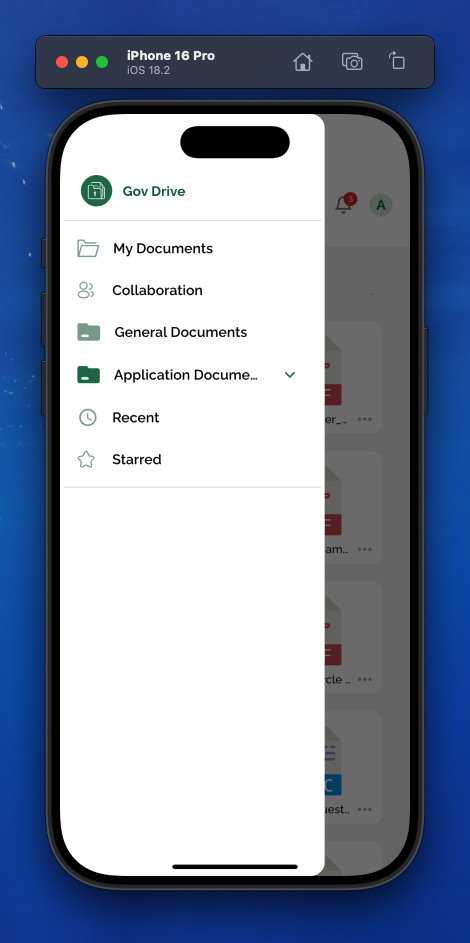 iPhone 16 Pro
iOS 18.2
Gov Drive
3
A
My Documents
Collaboration
General Documents
Application Docume...
Recent
Starred
er_...
am...
rcle ...
uest...